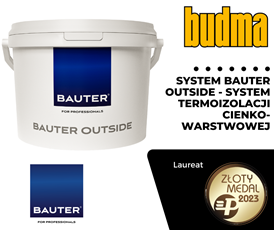 budma
BAUTER®
FOR PROFESSIONALS
BAUTER OUTSIDE
SYSTEM BAUTER
OUTSIDE - SYSTEM
TERMOIZOLACJI
CIENKO-
WARSTWOWEJ
BAUTER®
FOR PROFESSIONALS
Laureat
ZŁOTY
MEDAL
2023